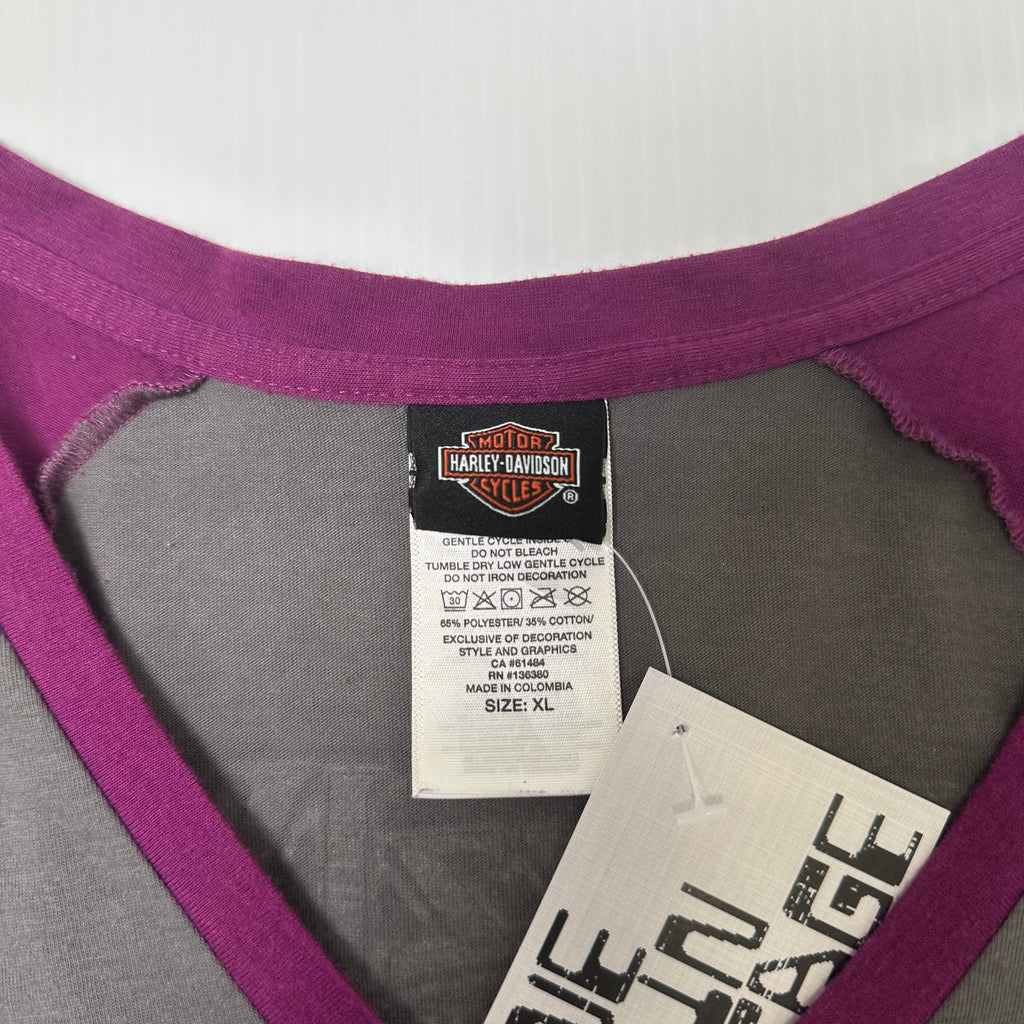 MOTOR
HARLEY-DAVIDSON
CYCLES
®
GENTLE CYCLE INSIDE
DO NOT BLEACH
TUMBLE DRY LOW GENTLE CYCLE
DO NOT IRON DECORATION
30
65% POLYESTER/ 35% COTTON/
EXCLUSIVE OF DECORATION
STYLE AND GRAPHICS
CA #61484
RN #136380
MADE IN COLOMBIA
SIZE: XL